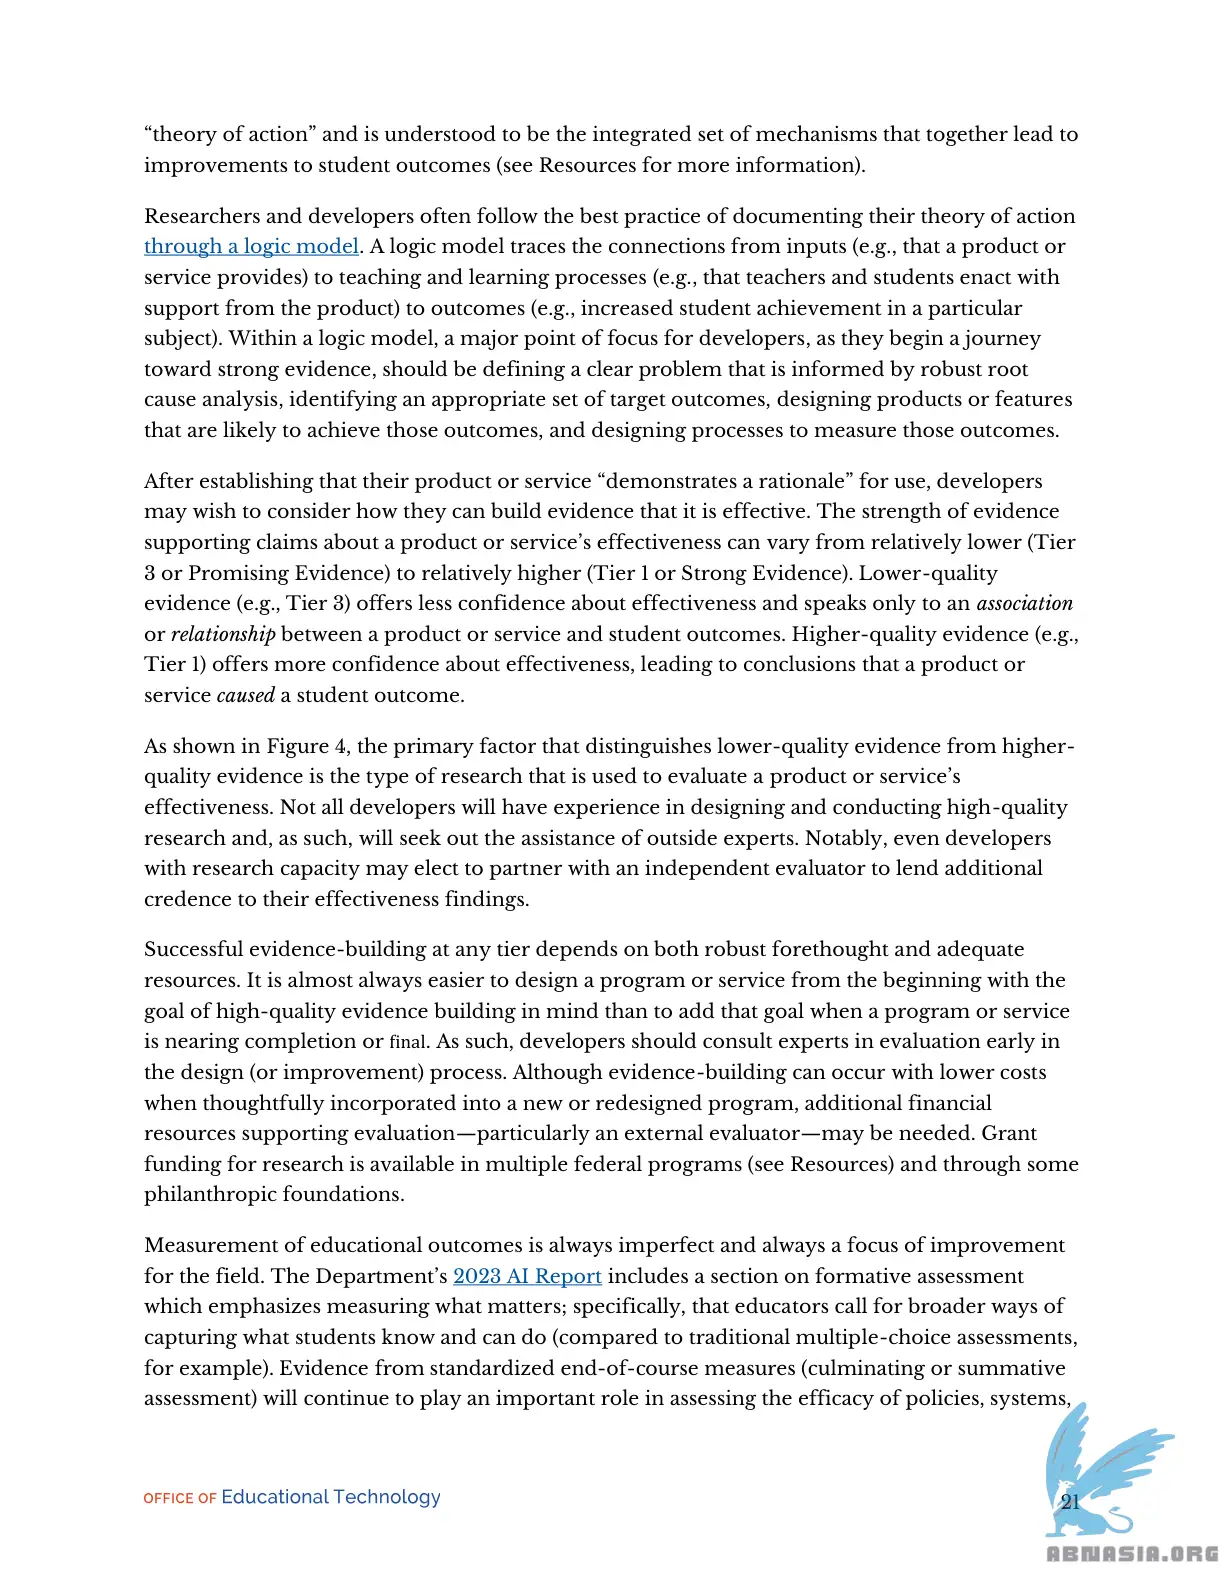 “theory of action” and is understood to be the integrated set of mechanisms that together lead to
improvements to student outcomes (see Resources for more information).
Researchers and developers often follow the best practice of documenting their theory of action
through a logic model. A logic model traces the connections from inputs (e.g., that a product or
service provides) to teaching and learning processes (e.g., that teachers and students enact with
support from the product) to outcomes (e.g., increased student achievement in a particular
subject). Within a logic model, a major point of focus for developers, as they begin a journey
toward strong evidence, should be defining a clear problem that is informed by robust root
cause analysis, identifying an appropriate set of target outcomes, designing products or features
that are likely to achieve those outcomes, and designing processes to measure those outcomes.
After establishing that their product or service “demonstrates a rationale” for use, developers
may wish to consider how they can build evidence that it is effective. The strength of evidence
supporting claims about a product or service’s effectiveness can vary from relatively lower (Tier
3 or Promising Evidence) to relatively higher (Tier 1 or Strong Evidence). Lower-quality
evidence (e.g., Tier 3) offers less confidence about effectiveness and speaks only to an association
or relationship between a product or service and student outcomes. Higher-quality evidence (e.g.,
Tier 1) offers more confidence about effectiveness, leading to conclusions that a product or
service caused a student outcome.
As shown in Figure 4, the primary factor that distinguishes lower-quality evidence from higher-
quality evidence is the type of research that is used to evaluate a product or service’s
effectiveness. Not all developers will have experience in designing and conducting high-quality
research and, as such, will seek out the assistance of outside experts. Notably, even developers
with research capacity may elect to partner with an independent evaluator to lend additional
credence to their effectiveness findings.
Successful evidence-building at any tier depends on both robust forethought and adequate
resources. It is almost always easier to design a program or service from the beginning with the
goal of high-quality evidence building in mind than to add that goal when a program or service
is nearing completion or final. As such, developers should consult experts in evaluation early in
the design (or improvement) process. Although evidence-building can occur with lower costs
when thoughtfully incorporated into a new or redesigned program, additional financial
resources supporting evaluation—particularly an external evaluator—may be needed. Grant
funding for research is available in multiple federal programs (see Resources) and through some
philanthropic foundations.
Measurement of educational outcomes is always imperfect and always a focus of improvement
for the field. The Department’s 2023 AI Report includes a section on formative assessment
which emphasizes measuring what matters; specifically, that educators call for broader ways of
capturing what students know and can do (compared to traditional multiple-choice assessments,
for example). Evidence from standardized end-of-course measures (culminating or summative
assessment) will continue to play an important role in assessing the efficacy of policies, systems,
OFFICE OF Educational Technology
21
ABNASIA.ORG